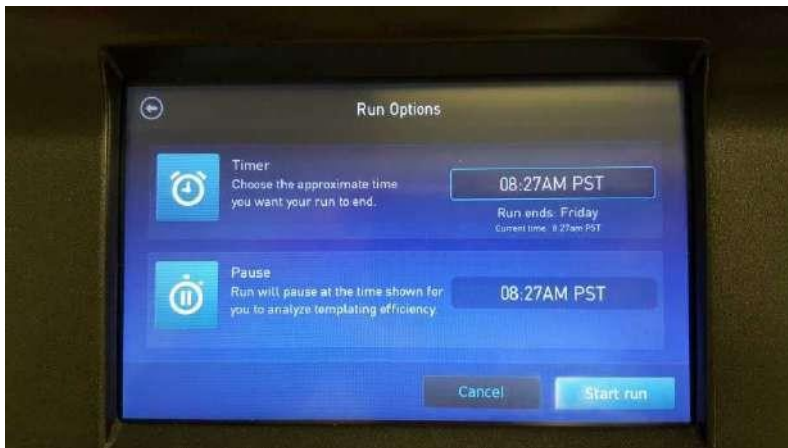 Run Options
Timer
Choose the approximate time
you want your run to end.
08:27AM PST
Run ends: Friday
Current time: 8:27am PST
Pause
Run will pause at the time shown for
you to analyze templating efficiency.
08:27AM PST
Cancel
Start run